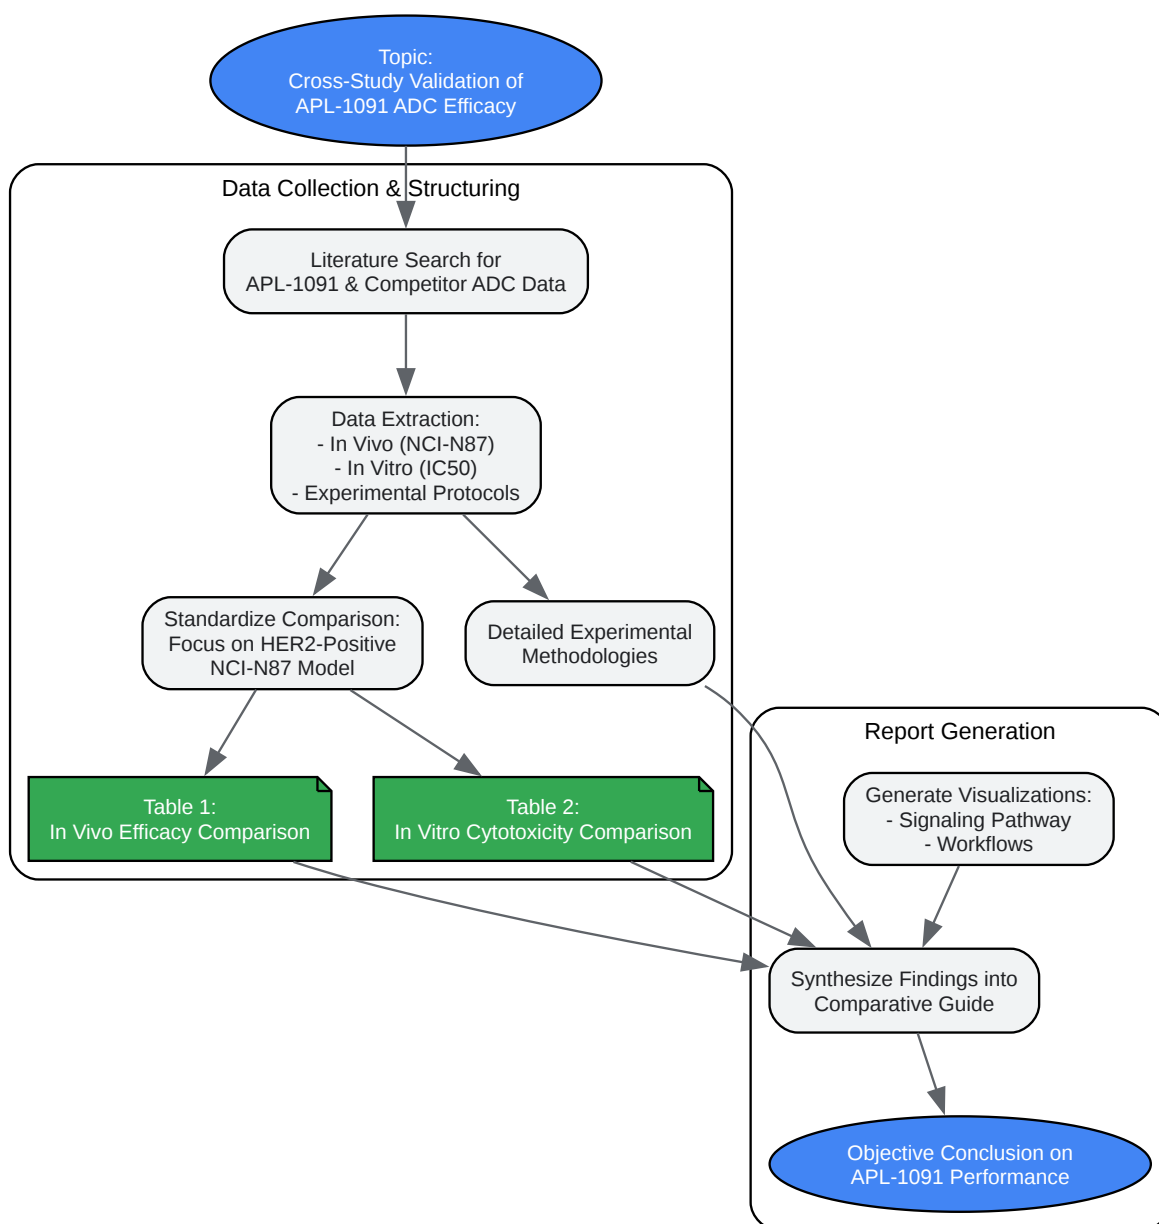 Topic:
Cross-Study Validation of
APL-1091 ADC Efficacy
Data Collection & Structuring
Literature Search for
APL-1091 & Competitor ADC Data
Data Extraction:
- In Vivo (NCI-N87)
- In Vitro (IC50)
- Experimental Protocols
Standardize Comparison:
Focus on HER2-Positive
NCI-N87 Model
Detailed Experimental
Methodologies
Table 1:
In Vivo Efficacy Comparison
Table 2:
In Vitro Cytotoxicity Comparison
Report Generation
Generate Visualizations:
- Signaling Pathway
- Workflows
Synthesize Findings into
Comparative Guide
Objective Conclusion on
APL-1091 Performance